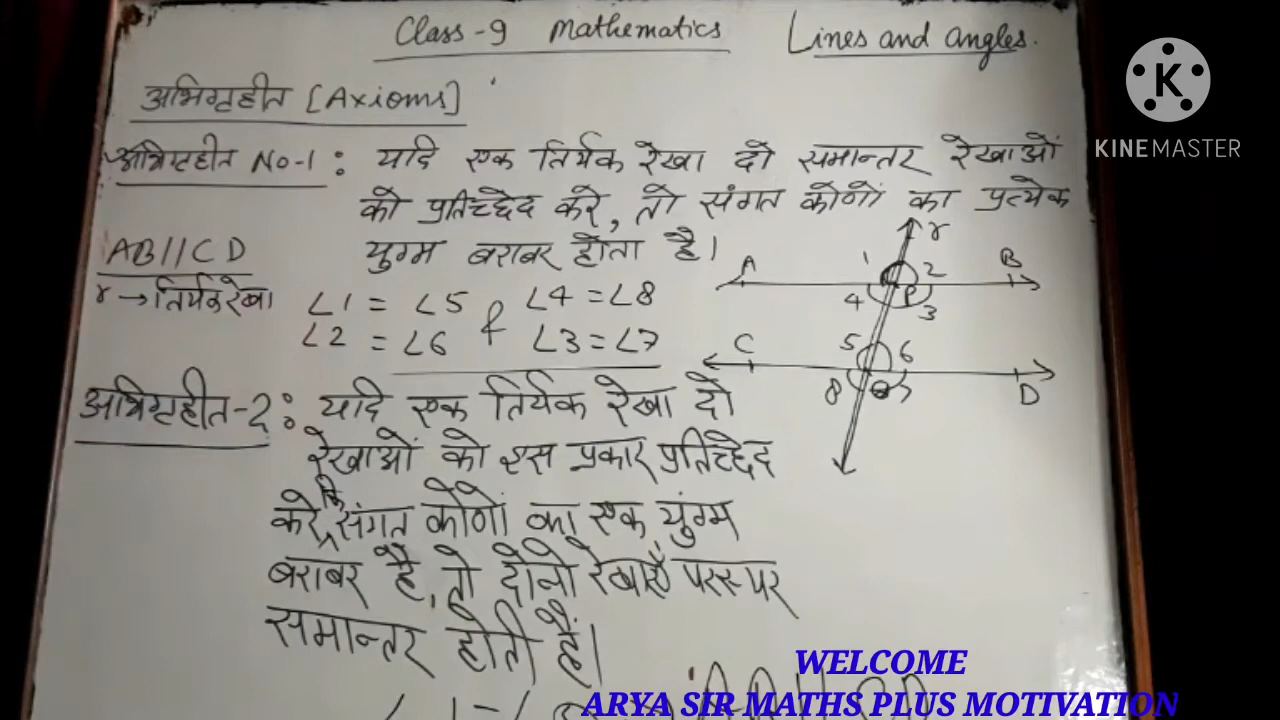 Class-9 Mathematics Lines and angles.
K
KINEMASTER
अभिगृहीत [Axioms]
अभिगृहीत No-1: यदि एक तिर्यक रेखा दो समान्तर रेखाओं
को प्रतिच्छेद करे, तो संगत कोणों का प्रत्येक
युग्म बराबर होता है।
AB//CD
r→तिर्यक रेखा
∠1 = ∠5 & ∠4 = ∠8
∠2 = ∠6 ∠3 = ∠7
r
A 1 2 B
4 P 3
C 5 6
8 Q 7 D
अभिगृहीत-2: यदि एक तिर्यक रेखा दो
रेखाओं को इस प्रकार प्रतिच्छेद
करे, कि संगत कोणों का एक युग्म
बराबर है, तो दोनो रेखाएँ परस्पर
समान्तर होती हैं।
WELCOME
ARYA SIR MATHS PLUS MOTIVATION